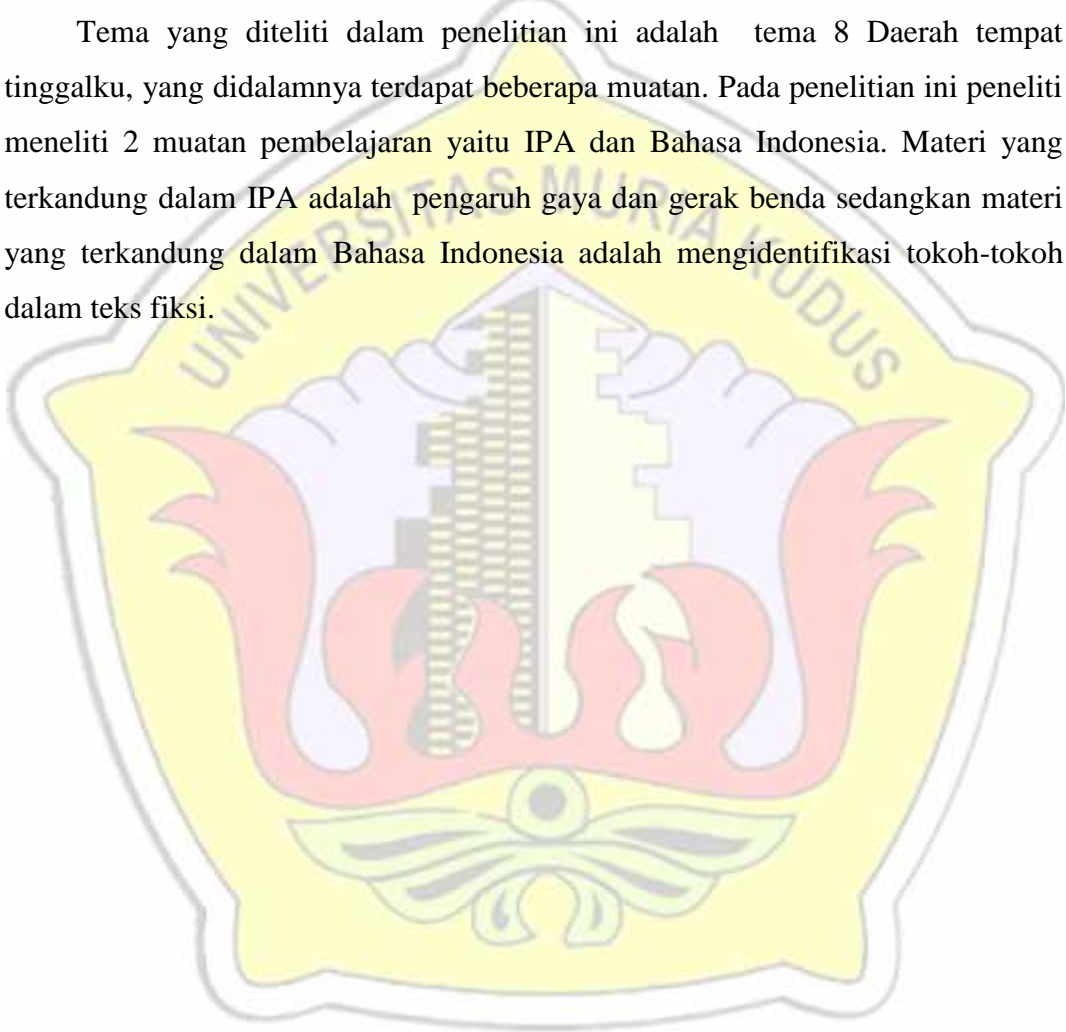 Tema yang diteliti dalam penelitian ini adalah tema 8 Daerah tempat
tinggalku, yang didalamnya terdapat beberapa muatan. Pada penelitian ini peneliti
meneliti 2 muatan pembelajaran yaitu IPA dan Bahasa Indonesia. Materi yang
terkandung dalam IPA adalah pengaruh gaya dan gerak benda sedangkan materi
yang terkandung dalam Bahasa Indonesia adalah mengidentifikasi tokoh-tokoh
dalam teks fiksi.
UNIVERSITAS MURIA KUDUS